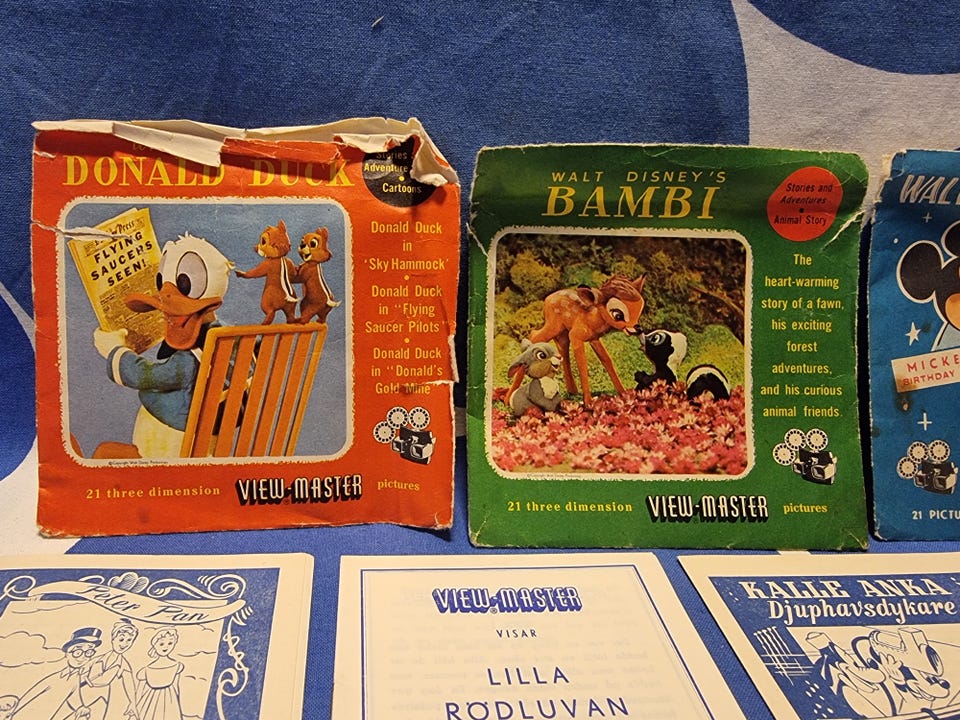 DONALD DUCK
Stories
Adventure
Cartoons
FLYING
SAUCERS
SEEN!
Donald Duck
in
'Sky Hammock'
Donald Duck
in "Flying
Saucer Pilots"
Donald Duck
in "Donald's
Gold Mine"
21 three dimension VIEW-MASTER pictures
WALT DISNEY'S
BAMBI
Stories and
Adventures
Animal Story
The
heart-warming
story of a fawn,
his exciting
forest
adventures,
and his curious
animal friends.
21 three dimension VIEW-MASTER pictures
WAL
MICKE
BIRTHDAY
21 PICTU
Peter Pan
VIEW-MASTER
VISAR
LILLA
RÖDLUVAN
KALLE ANKA
Djuphavsdykare